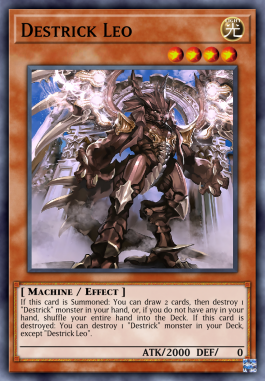 Destrick Leo
LIGHT
光
[ Machine / Effect ]
If this card is Summoned: You can draw 2 cards, then destroy 1
"Destrick" monster in your hand, or, if you do not have any in your
hand, shuffle your entire hand into the Deck. If this card is
destroyed: You can destroy 1 "Destrick" monster in your Deck,
except "Destrick Leo".
ATK/2000 DEF/ 0